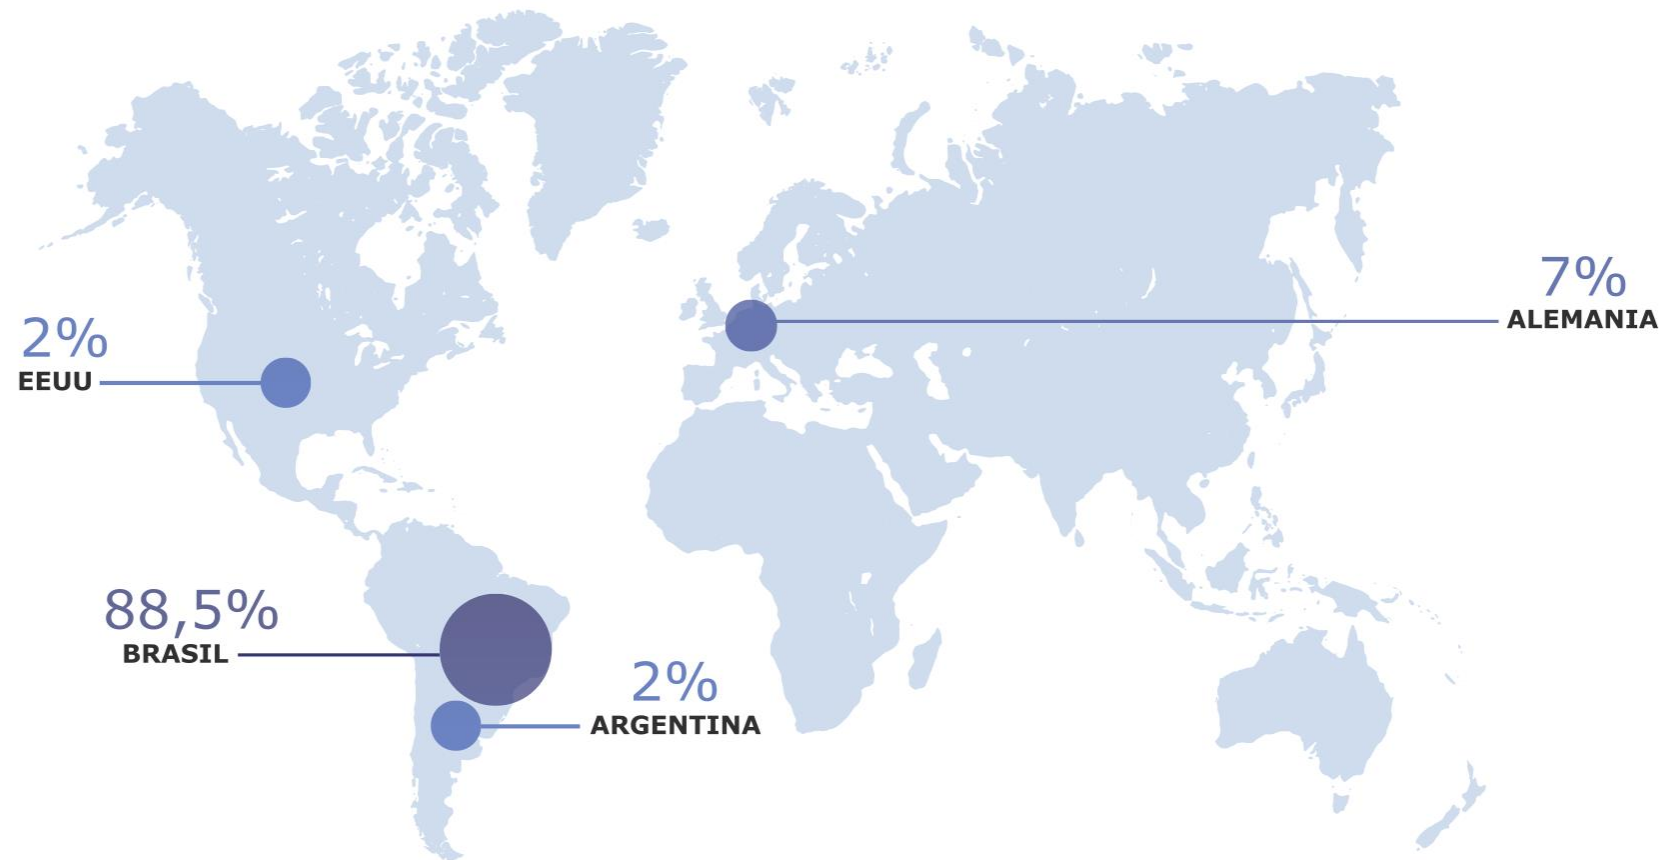 7%
ALEMANIA
2%
EEUU
88,5%
BRASIL
2%
ARGENTINA